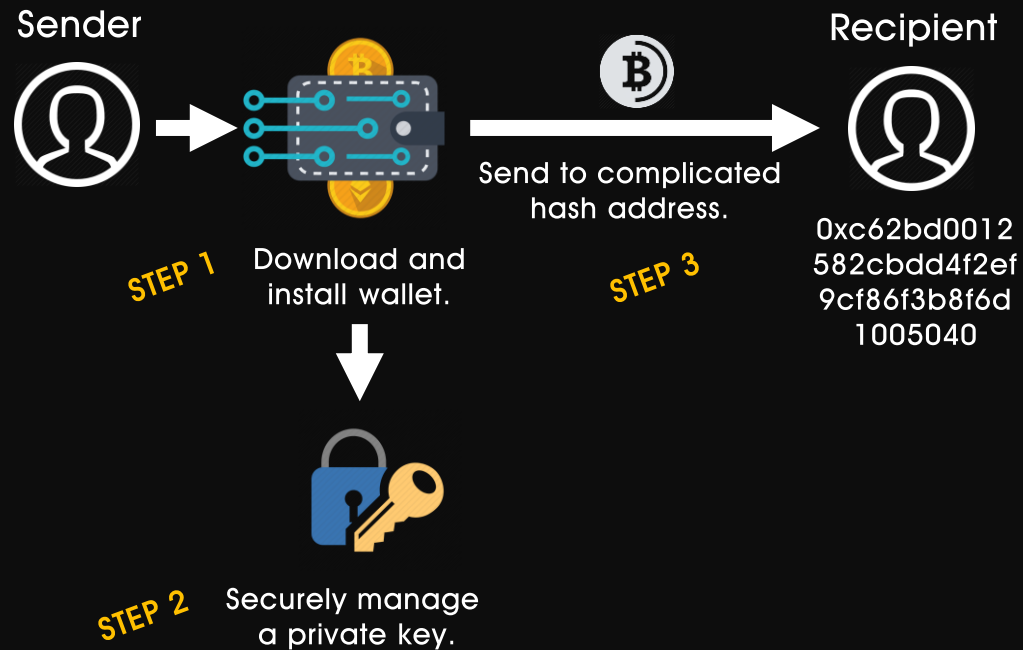 Sender
Recipient
Send to complicated
hash address.
0xc62bd0012
582cbdd4f2ef
9cf86f3b8f6d
1005040
STEP 1
Download and
install wallet.
STEP 3
STEP 2
Securely manage
a private key.